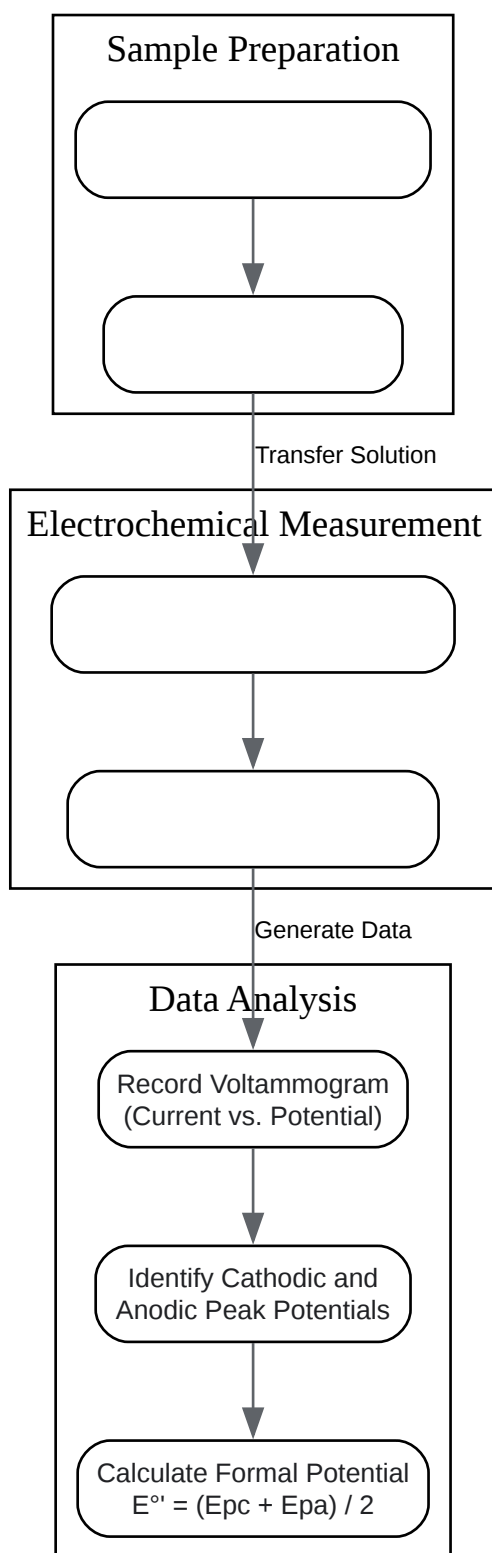 Sample Preparation
Transfer Solution
Electrochemical Measurement
Generate Data
Data Analysis
Record Voltammogram
(Current vs. Potential)
Identify Cathodic and
Anodic Peak Potentials
Calculate Formal Potential
E°' = (Epc + Epa) / 2